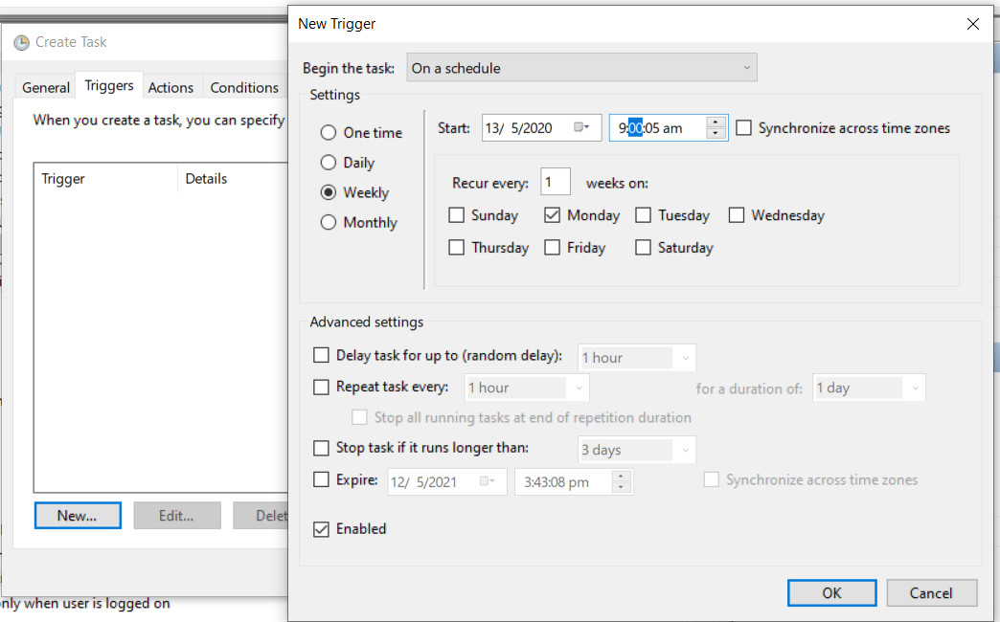 New Trigger
Create Task
Begin the task: On a schedule
General Triggers Actions Conditions
Settings
When you create a task, you can specify
One time
Daily
Weekly
Monthly
Start: 13/ 5/2020 9:00:05 am Synchronize across time zones
Trigger Details
Recur every: 1 weeks on:
Sunday Monday Tuesday Wednesday
Thursday Friday Saturday
Advanced settings
Delay task for up to (random delay): 1 hour
Repeat task every: 1 hour for a duration of: 1 day
Stop all running tasks at end of repetition duration
Stop task if it runs longer than: 3 days
Expire: 12/ 5/2021 3:43:08 pm Synchronize across time zones
New... Edit... Delet
Enabled
OK Cancel
only when user is logged on